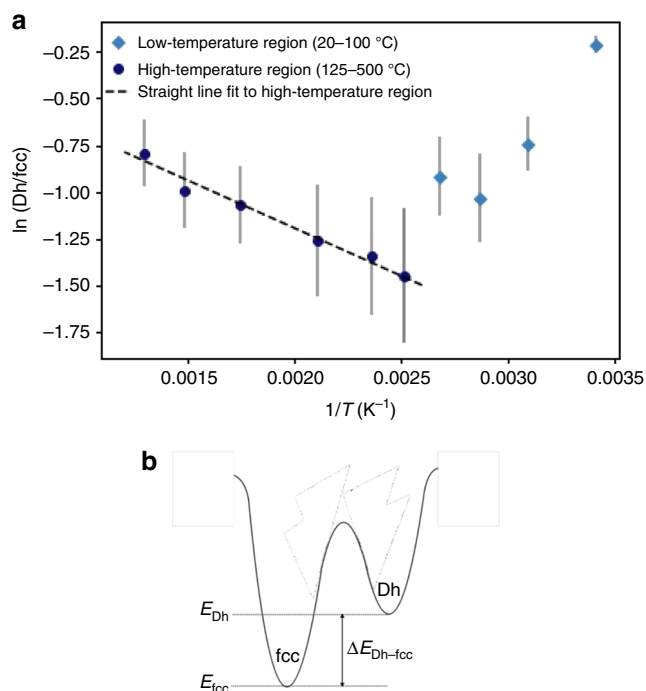 a
Low-temperature region (20–100 °C)
High-temperature region (125–500 °C)
Straight line fit to high-temperature region
ln (Dh/fcc)
−0.25
−0.50
−0.75
−1.00
−1.25
−1.50
−1.75
0.0015 0.0020 0.0025 0.0030 0.0035
1/T (K⁻¹)
b
Dh
E_Dh
fcc
ΔE_Dh–fcc
E_fcc